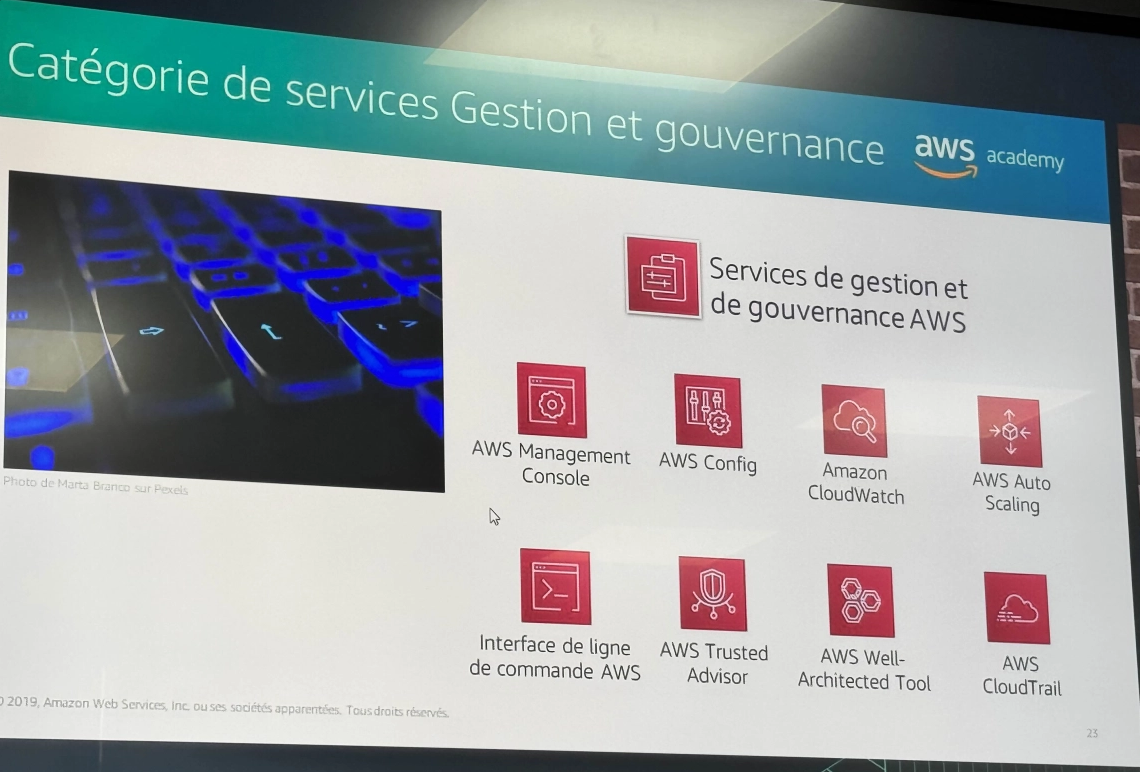 Catégorie de services Gestion et gouvernance
aws academy
Services de gestion et
de gouvernance AWS
AWS Management
Console
AWS Config
Amazon
CloudWatch
AWS Auto
Scaling
Photo de Marta Branco sur Pexels
Interface de ligne
de commande AWS
AWS Trusted
Advisor
AWS Well-
Architected Tool
AWS
CloudTrail
© 2019, Amazon Web Services, Inc. ou ses sociétés apparentées. Tous droits réservés.
23